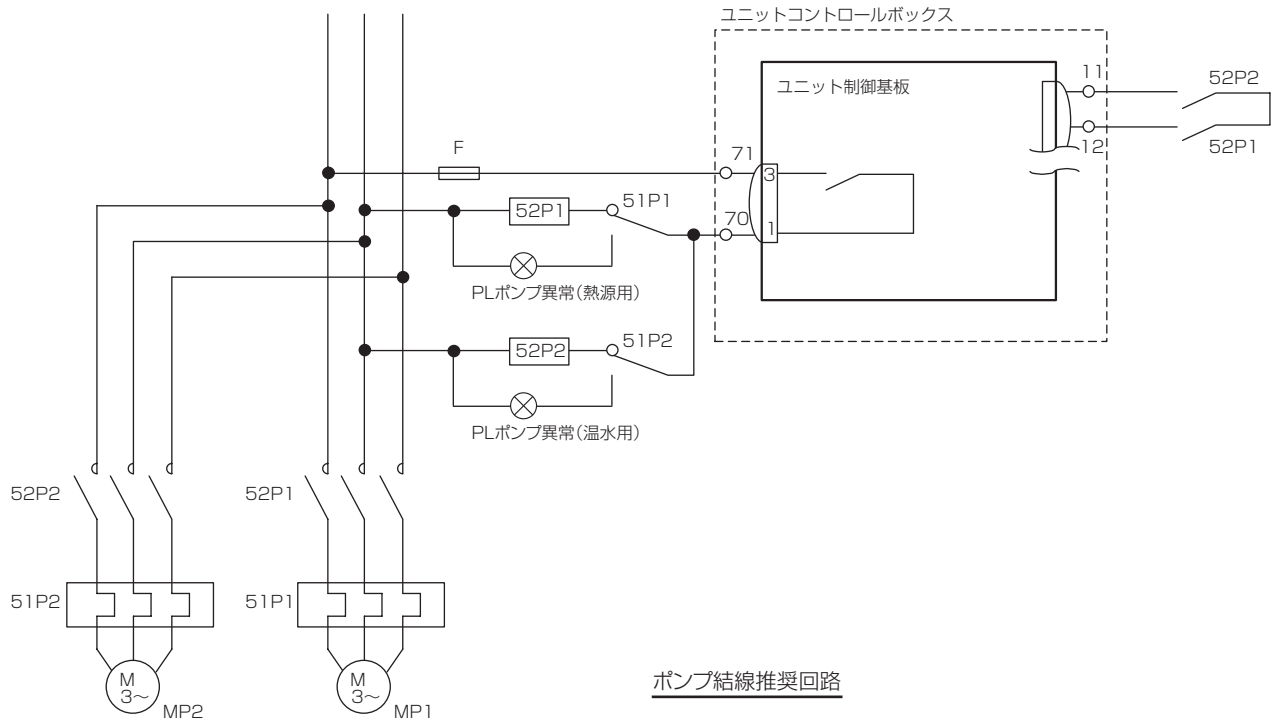 ユニットコントロールボックス
ユニット制御基板
11
52P2
12
52P1
F
71
3
52P1
51P1
70
1
PLポンプ異常(熱源用)
52P2
51P2
PLポンプ異常(温水用)
52P2
52P1
51P2
51P1
M
3~
MP2
M
3~
MP1
ポンプ結線推奨回路